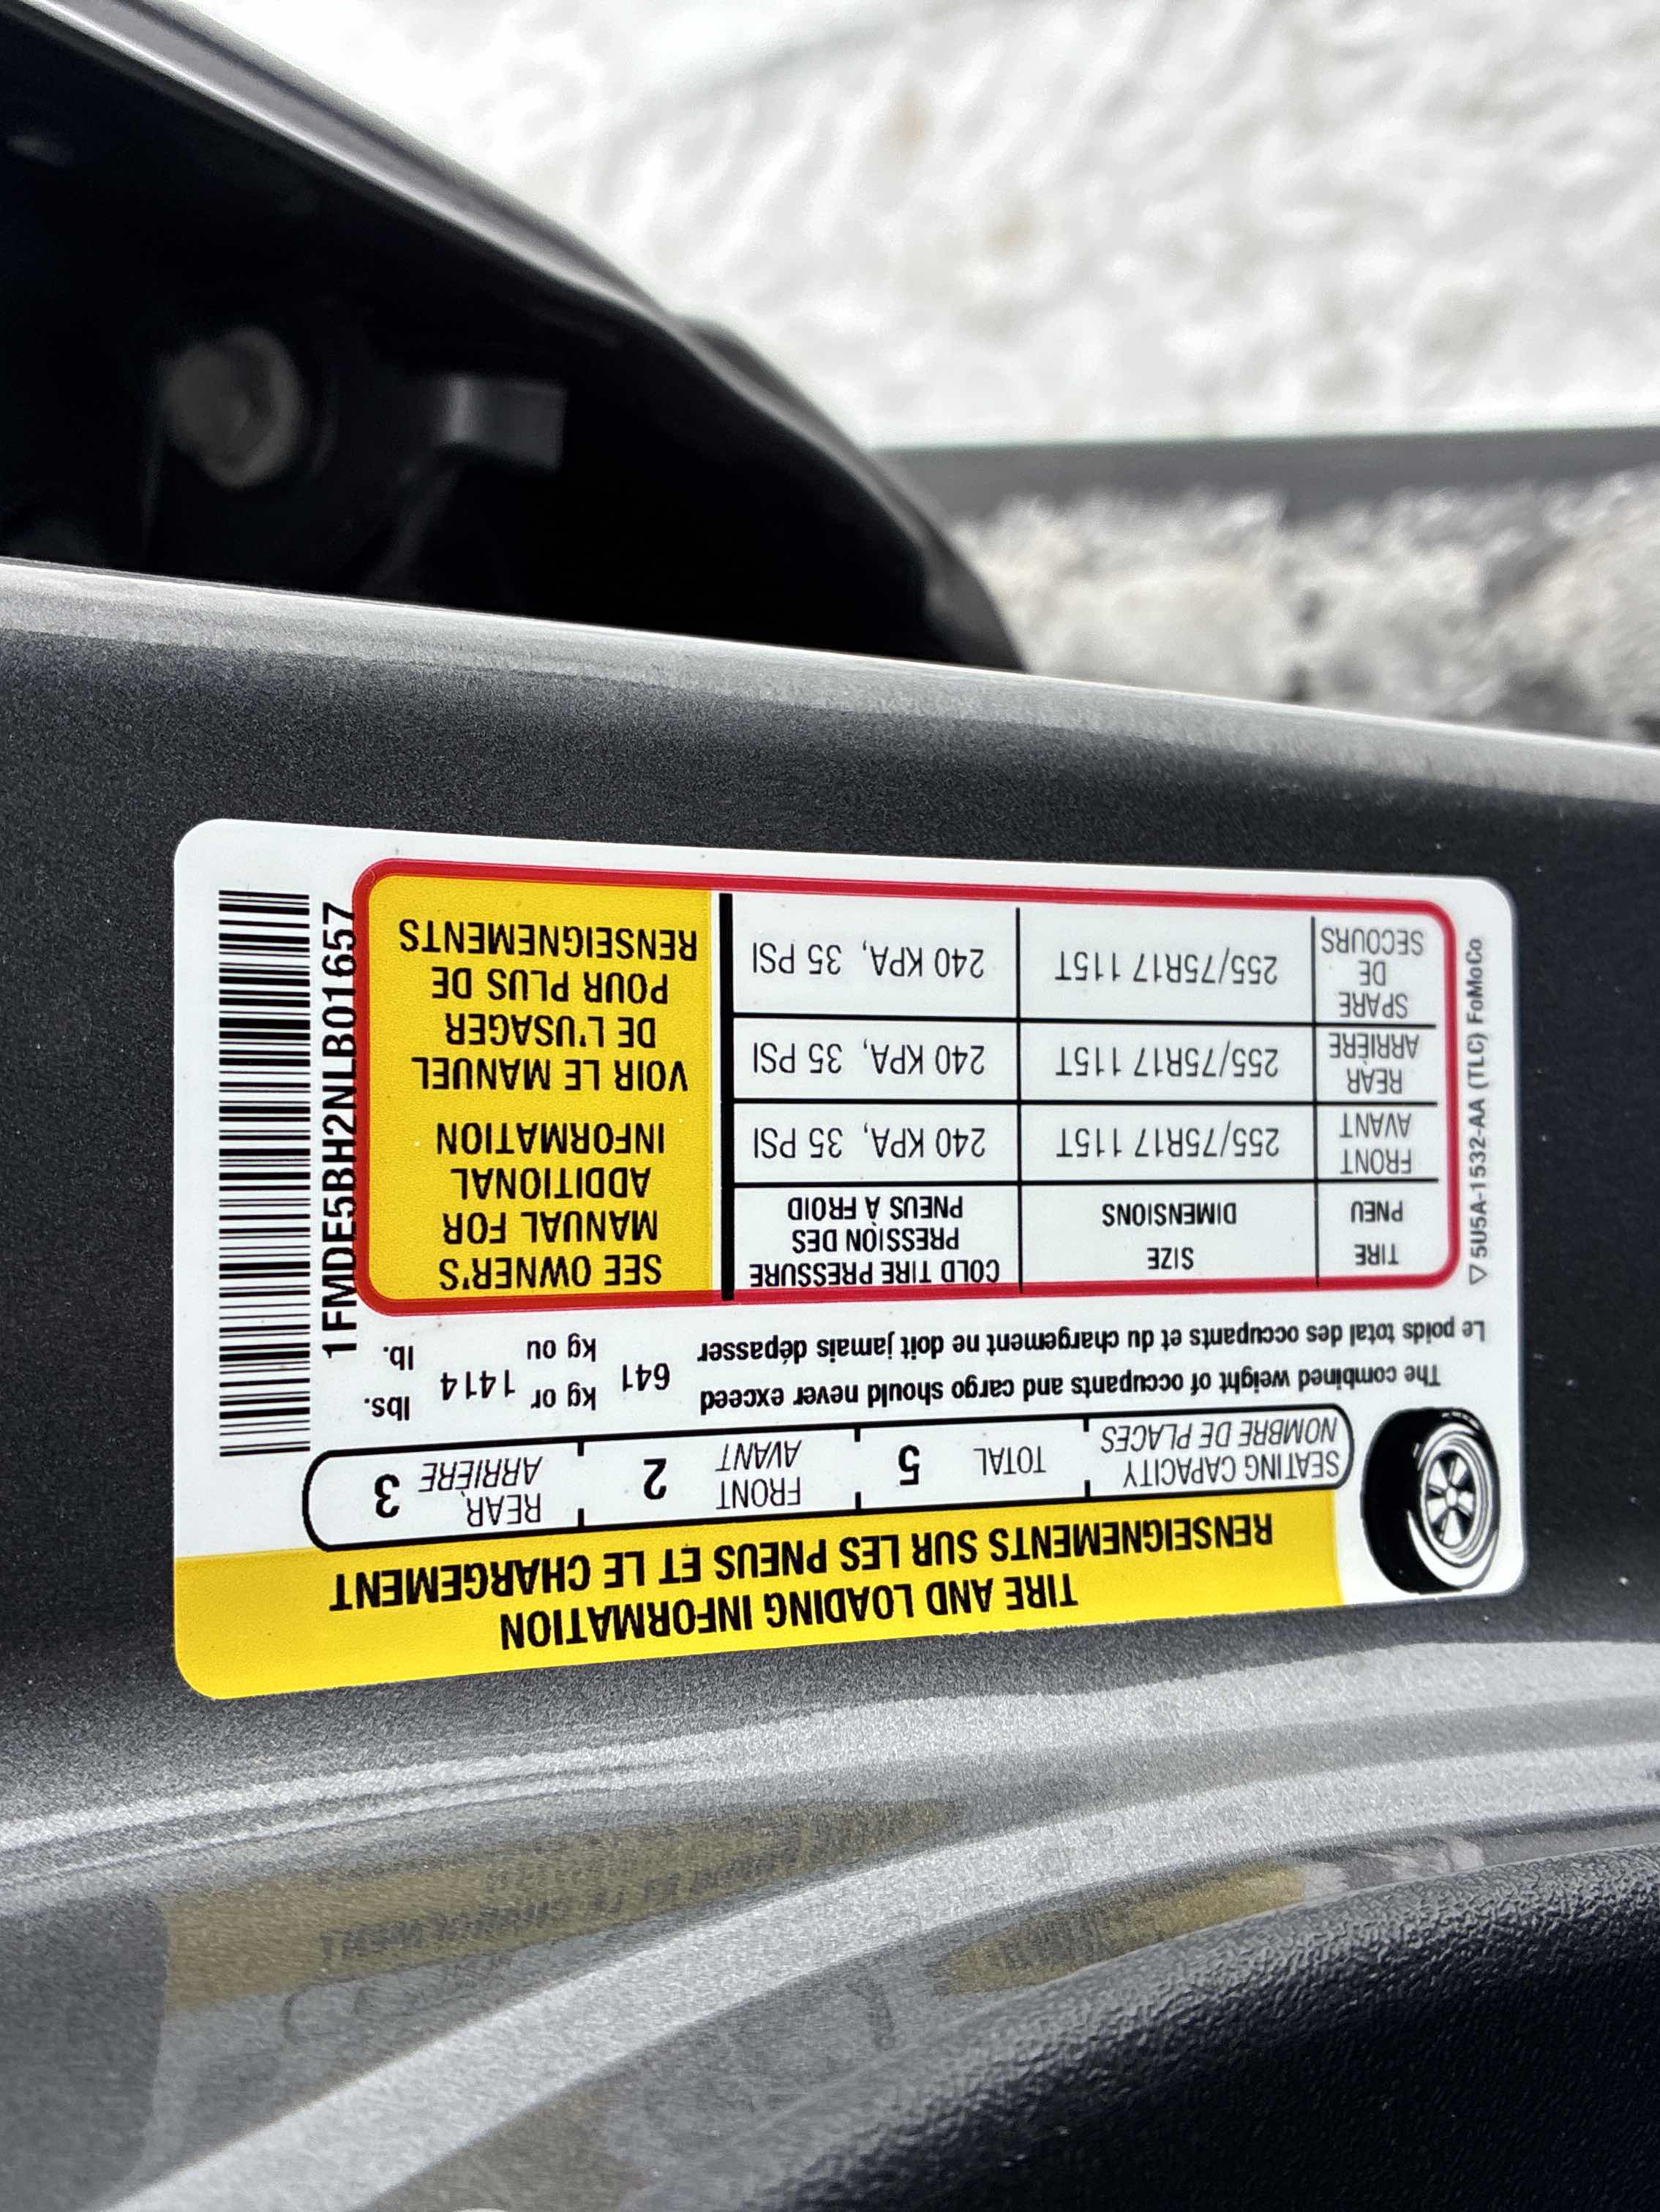 TIRE AND LOADING INFORMATION
RENSEIGNEMENTS SUR LES PNEUS ET LE CHARGEMENT
SEATING CAPACITY
NOMBRE DE PLACES
TOTAL 5
FRONT
AVANT
2
REAR
ARRIÈRE
3
The combined weight of occupants and cargo should never exceed 641 kg or 1414 lbs.
Le poids total des occupants et du chargement ne doit jamais dépasser kg ou lb.
TIRE
PNEU
SIZE
DIMENSIONS
COLD TIRE PRESSURE
PRESSION DES
PNEUS À FROID
FRONT
AVANT
255/75R17 115T
240 KPA, 35 PSI
REAR
ARRIÈRE
255/75R17 115T
240 KPA, 35 PSI
SPARE
DE
SECOURS
255/75R17 115T
240 KPA, 35 PSI
SEE OWNER'S
MANUAL FOR
ADDITIONAL
INFORMATION
VOIR LE MANUEL
DE L'USAGER
POUR PLUS DE
RENSEIGNEMENTS
1FMDE5BH2NLB01657
5U5A-1532-AA (TLC) FoMoCo